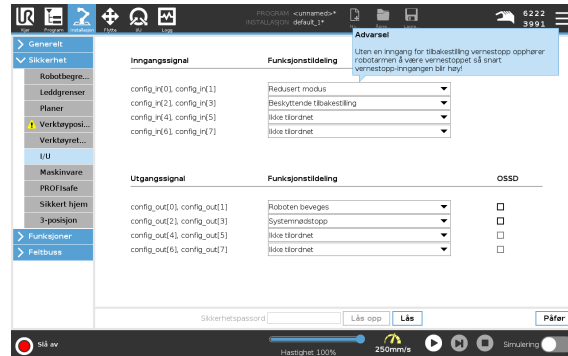 PROGRAM <unnamed>*
INSTALLASJON default_1*
6222
3991
Kjør Program Installasjon Flytte I/U Logg
Advarsel
Uten en inngang for tilbakestilling vernestopp opphører
robotarmen å være vernestoppet så snart
vernestopp-inngangen blir høy!
Generelt
Sikkerhet
Robotbegre...
Leddgrenser
Planer
Verktøyposi...
Verktøyret...
I/U
Maskinvare
PROFIsafe
Sikkert hjem
3-posisjon
Funksjoner
Feltbuss
Inngangssignal Funksjonstildeling
config_in[0], config_in[1] Redusert modus
config_in[2], config_in[3] Beskyttende tilbakestilling
config_in[4], config_in[5] Ikke tilordnet
config_in[6], config_in[7] Ikke tilordnet
Utgangssignal Funksjonstildeling OSSD
config_out[0], config_out[1] Roboten beveges
config_out[2], config_out[3] Systemnødstopp
config_out[4], config_out[5] Ikke tilordnet
config_out[6], config_out[7] Ikke tilordnet
Sikkerhetspassord Lås opp Lås Påfør
Slå av
Hastighet 100%
250mm/s
Simulering